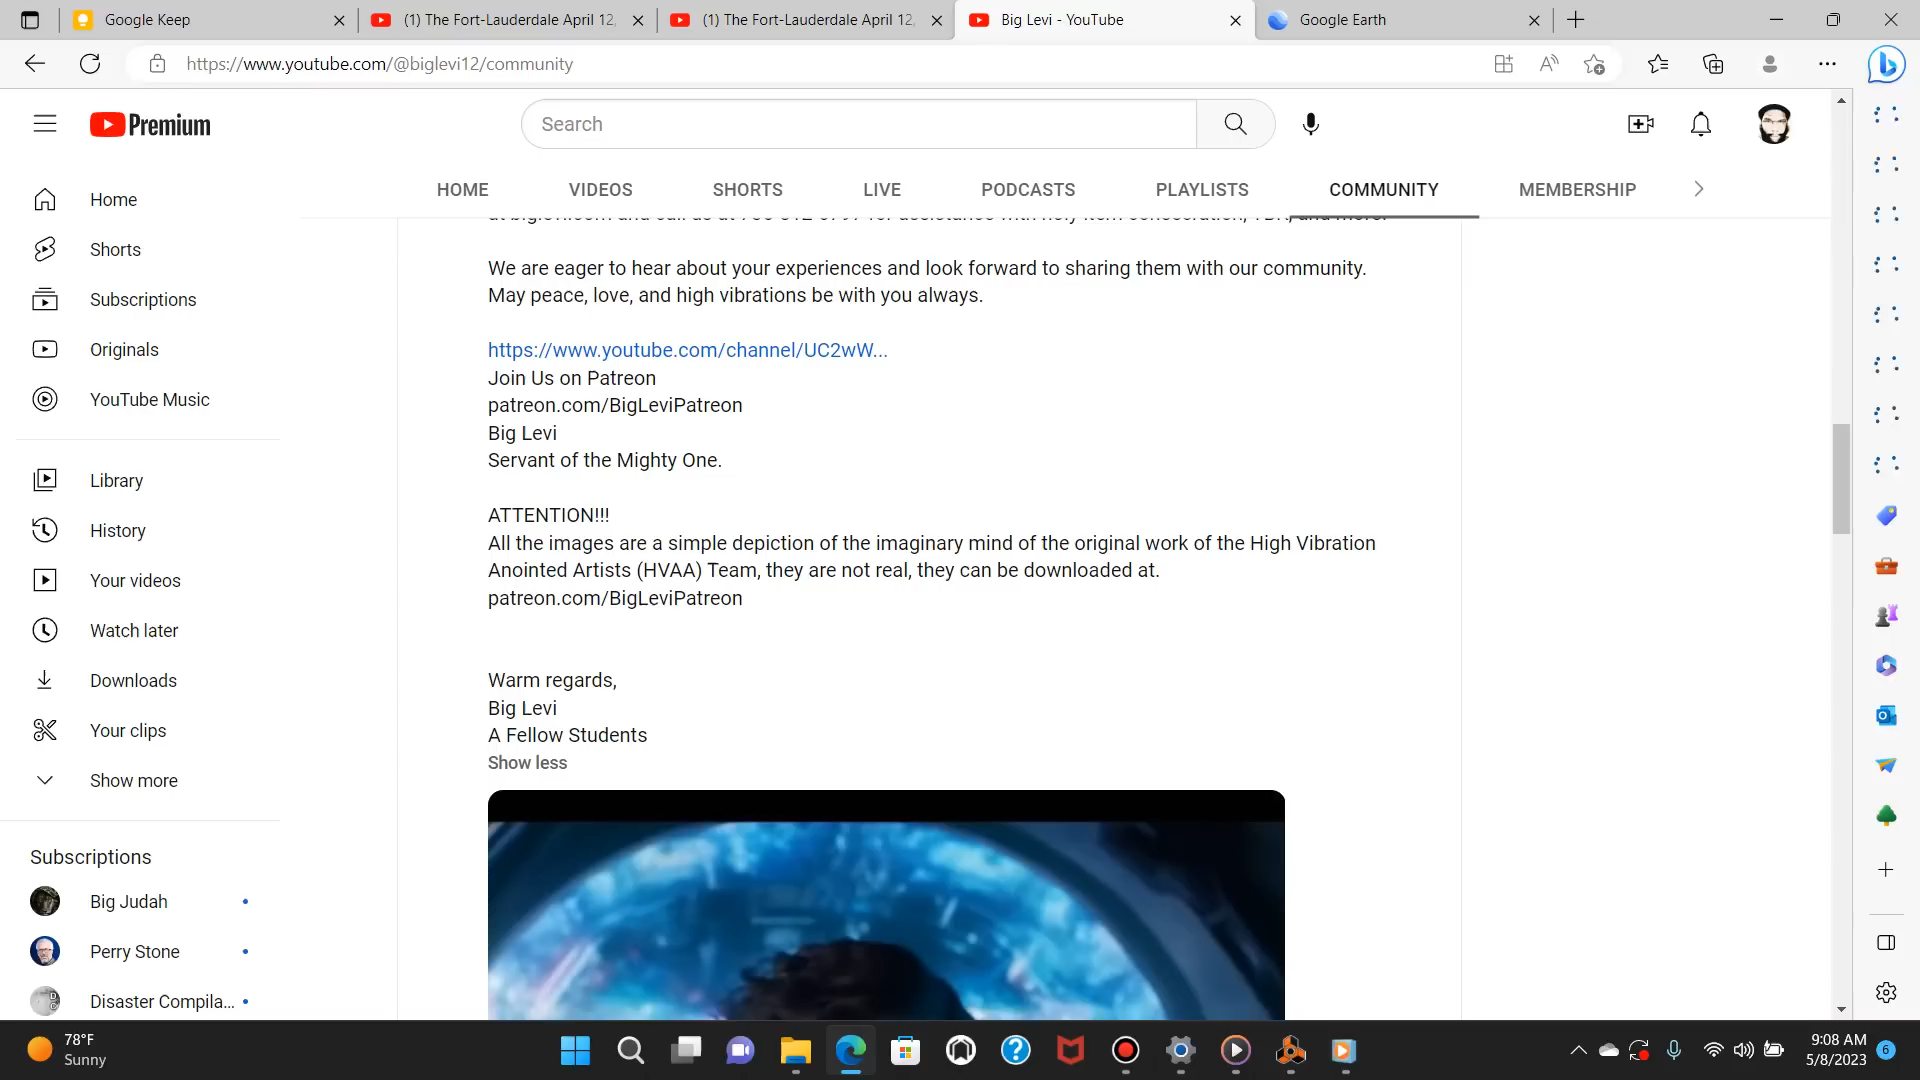 Google Keep
(1) The Fort-Lauderdale April 12,
(1) The Fort-Lauderdale April 12,
Big Levi - YouTube
Google Earth
https://www.youtube.com/@biglevi12/community
Premium
Search
HOME
VIDEOS
SHORTS
LIVE
PODCASTS
PLAYLISTS
COMMUNITY
MEMBERSHIP
Home
Shorts
Subscriptions
Originals
YouTube Music
Library
History
Your videos
Watch later
Downloads
Your clips
Show more
Subscriptions
Big Judah
Perry Stone
Disaster Compila...
We are eager to hear about your experiences and look forward to sharing them with our community.
May peace, love, and high vibrations be with you always.
https://www.youtube.com/channel/UC2wW...
Join Us on Patreon
patreon.com/BigLeviPatreon
Big Levi
Servant of the Mighty One.
ATTENTION!!!
All the images are a simple depiction of the imaginary mind of the original work of the High Vibration
Anointed Artists (HVAA) Team, they are not real, they can be downloaded at.
patreon.com/BigLeviPatreon
Warm regards,
Big Levi
A Fellow Students
Show less
78°F
Sunny
9:08 AM
5/8/2023
6